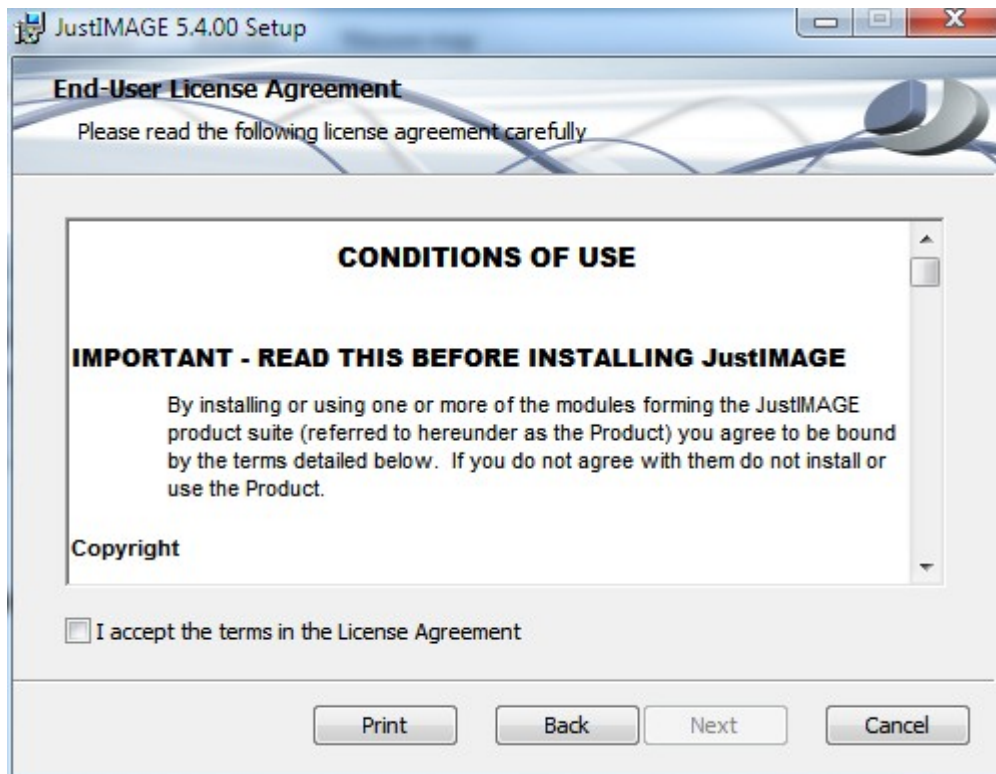 JustIMAGE 5.4.00 Setup
End-User License Agreement
Please read the following license agreement carefully
CONDITIONS OF USE
IMPORTANT - READ THIS BEFORE INSTALLING JustIMAGE
By installing or using one or more of the modules forming the JustIMAGE
product suite (referred to hereunder as the Product) you agree to be bound
by the terms detailed below.  If you do not agree with them do not install or
use the Product.
Copyright
I accept the terms in the License Agreement
Print
Back
Next
Cancel